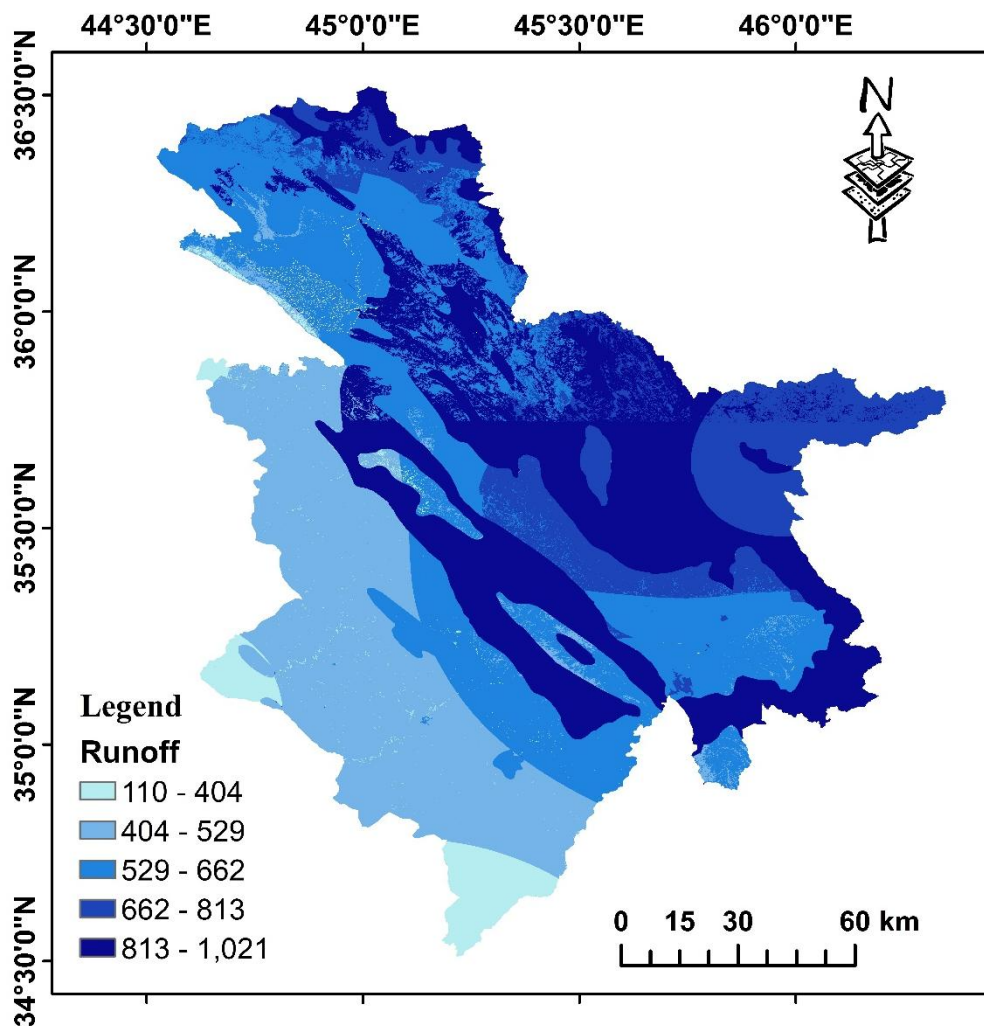 44°30'0"E 45°0'0"E 45°30'0"E 46°0'0"E
36°30'0"N
36°0'0"N
35°30'0"N
35°0'0"N
34°30'0"N
N
Legend
Runoff
110 - 404
404 - 529
529 - 662
662 - 813
813 - 1,021
0 15 30 60 km